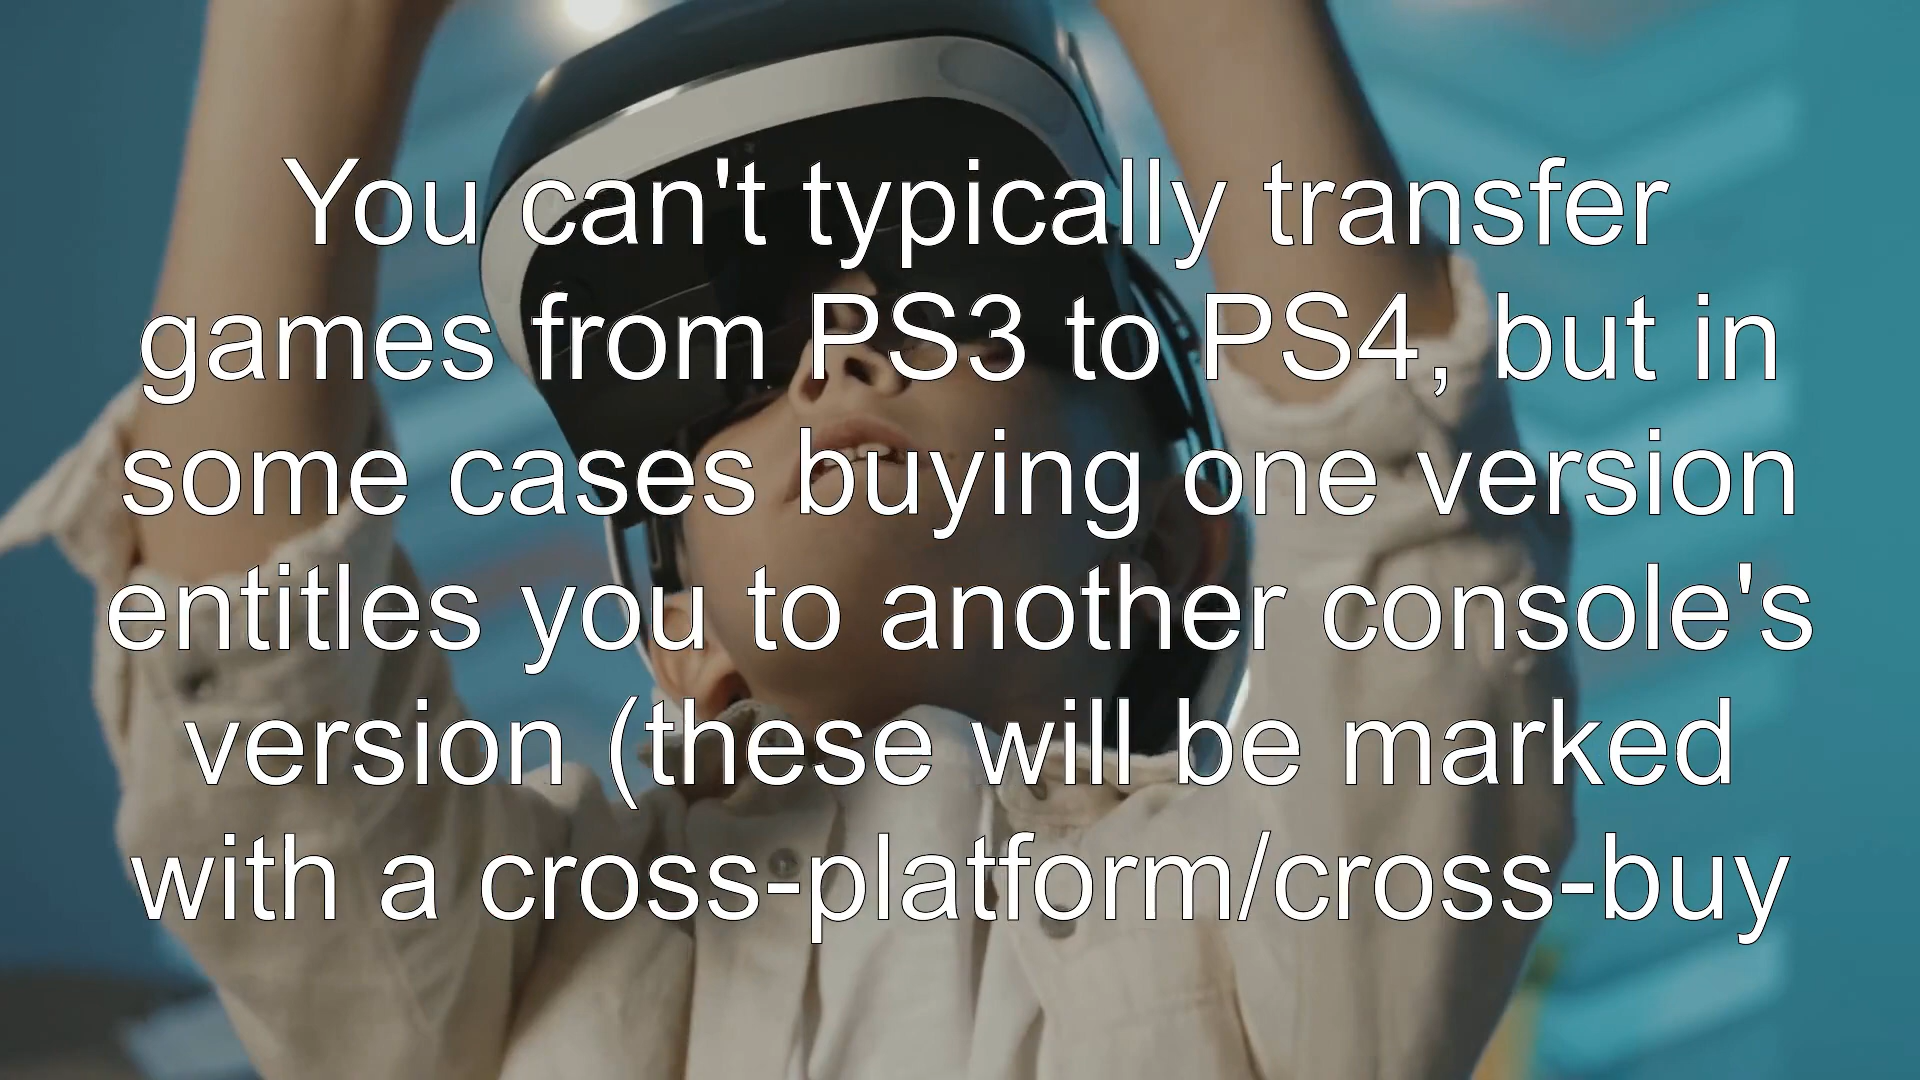 You can't typically transfer
games from PS3 to PS4, but in
some cases buying one version
entitles you to another console's
version (these will be marked
with a cross-platform/cross-buy